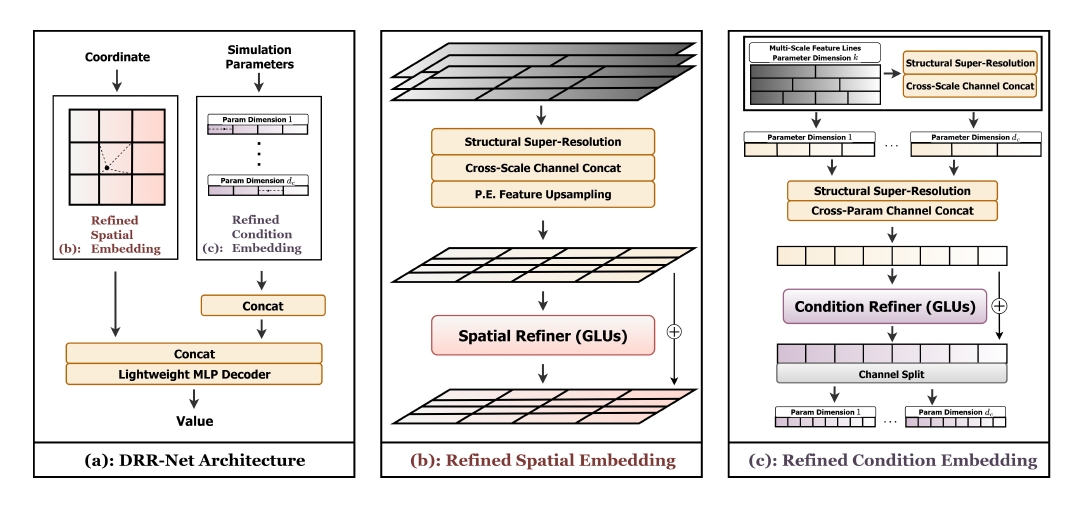 Coordinate
Simulation
Parameters
Param Dimension 1
Param Dimension d_c
Refined
Spatial
(b): Embedding
Refined
Condition
(c): Embedding
Concat
Concat
Lightweight MLP Decoder
Value
(a): DRR-Net Architecture
Structural Super-Resolution
Cross-Scale Channel Concat
P.E. Feature Upsampling
Spatial Refiner (GLUs)
(b): Refined Spatial Embedding
Multi-Scale Feature Lines
Parameter Dimension k
Structural Super-Resolution
Cross-Scale Channel Concat
Parameter Dimension 1
...
Parameter Dimension d_c
Structural Super-Resolution
Cross-Param Channel Concat
Condition Refiner (GLUs)
Channel Split
Param Dimension 1
...
Param Dimension d_c
(c): Refined Condition Embedding